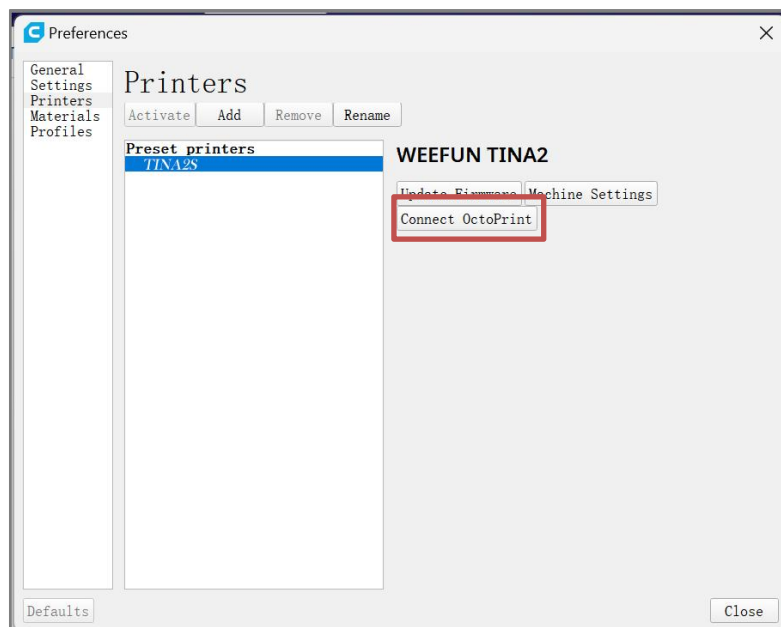 Preferences
General
Settings
Printers
Materials
Profiles
Printers
Activate Add Remove Rename
Preset printers
TINA2S
WEEFUN TINA2
Update Firmware Machine Settings
Connect OctoPrint
Defaults
Close